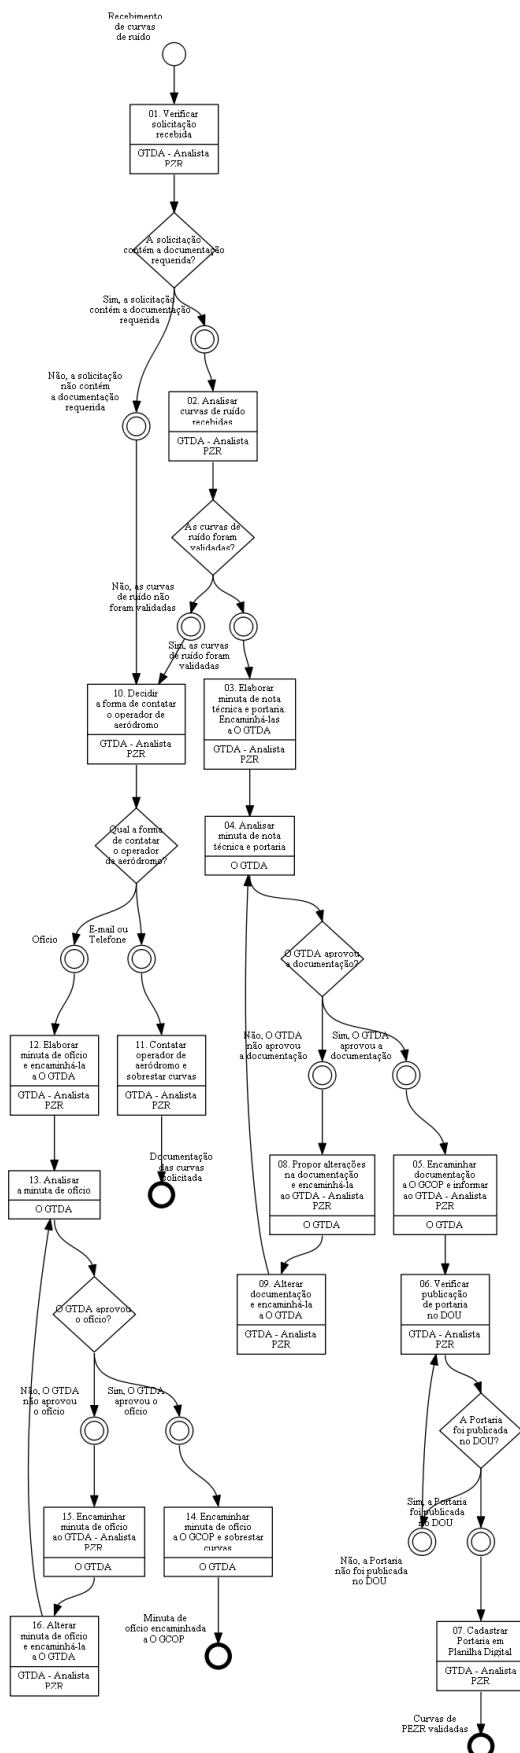 Recebimento
de curvas
de ruído
01. Verificar
solicitação
recebida
GTDA - Analista
PZR
A solicitação
contém a documentação
requerida?
Sim, a solicitação
contém a documentação
requerida
Não, a solicitação
não contém
a documentação
requerida
02. Analisar
curvas de ruído
recebidas
GTDA - Analista
PZR
As curvas de
ruído foram
validadas?
Não, as curvas
de ruído não
foram validadas
Sim, as curvas
de ruído foram
validadas
10. Decidir
a forma de contatar
o operador de
aeródromo
GTDA - Analista
PZR
03. Elaborar
minuta de nota
técnica e portaria.
Encaminhá-las
a O GTDA
GTDA - Analista
PZR
04. Analisar
minuta de nota
técnica e portaria
O GTDA
Qual a forma
de contatar
o operador
de aeródromo?
Ofício
E-mail ou
Telefone
O GTDA aprovou
a documentação?
12. Elaborar
minuta de ofício
e encaminhá-la
a O GTDA
GTDA - Analista
PZR
11. Contatar
operador de
aeródromo e
sobrestar curvas
GTDA - Analista
PZR
Não, O GTDA
não aprovou
a documentação
Sim, O GTDA
aprovou a
documentação
Documentação
das curvas
solicitada
13. Analisar
a minuta de ofício
O GTDA
08. Propor alterações
na documentação
e encaminhá-la
ao GTDA - Analista
PZR
O GTDA
05. Encaminhar
documentação
a O GCOP e informar
ao GTDA - Analista
PZR
O GTDA
O GTDA aprovou
o ofício?
09. Alterar
documentação
e encaminhá-la
a O GTDA
GTDA - Analista
PZR
06. Verificar
publicação
de portaria
no DOU
GTDA - Analista
PZR
Não, O GTDA
não aprovou
o ofício
Sim, O GTDA
aprovou o
ofício
A Portaria
foi publicada
no DOU?
15. Encaminhar
minuta de ofício
ao GTDA - Analista
PZR
O GTDA
14. Encaminhar
minuta de ofício
a O GCOP e sobrestar
curvas
O GTDA
Sim, a Portaria
foi publicada
no DOU
Não, a Portaria
não foi publicada
no DOU
16. Alterar
minuta de ofício
e encaminhá-la
a O GTDA
GTDA - Analista
PZR
Minuta de
ofício encaminhada
a O GCOP
07. Cadastrar
Portaria em
Planilha Digital
GTDA - Analista
PZR
Curvas de
PEZR validadas